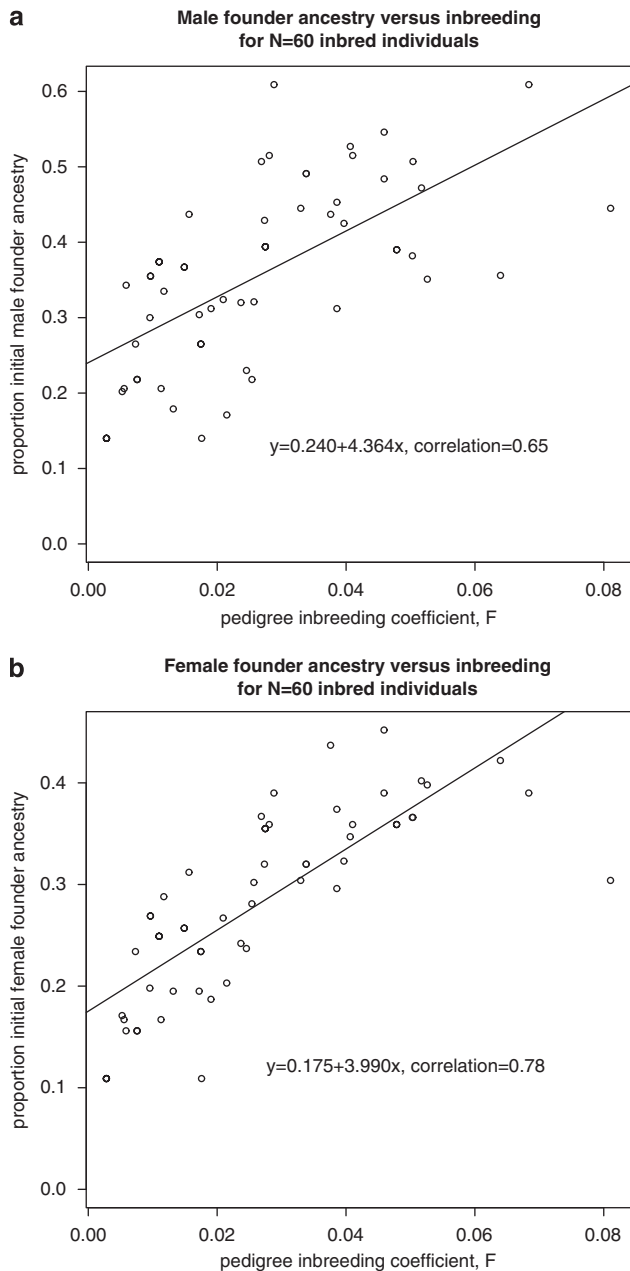 a
Male founder ancestry versus inbreeding
for N=60 inbred individuals
proportion initial male founder ancestry
0.6
0.5
0.4
0.3
0.2
0.1
0.0
y=0.240+4.364x, correlation=0.65
0.00 0.02 0.04 0.06 0.08
pedigree inbreeding coefficient, F
b
Female founder ancestry versus inbreeding
for N=60 inbred individuals
proportion initial female founder ancestry
0.4
0.3
0.2
0.1
0.0
y=0.175+3.990x, correlation=0.78
0.00 0.02 0.04 0.06 0.08
pedigree inbreeding coefficient, F